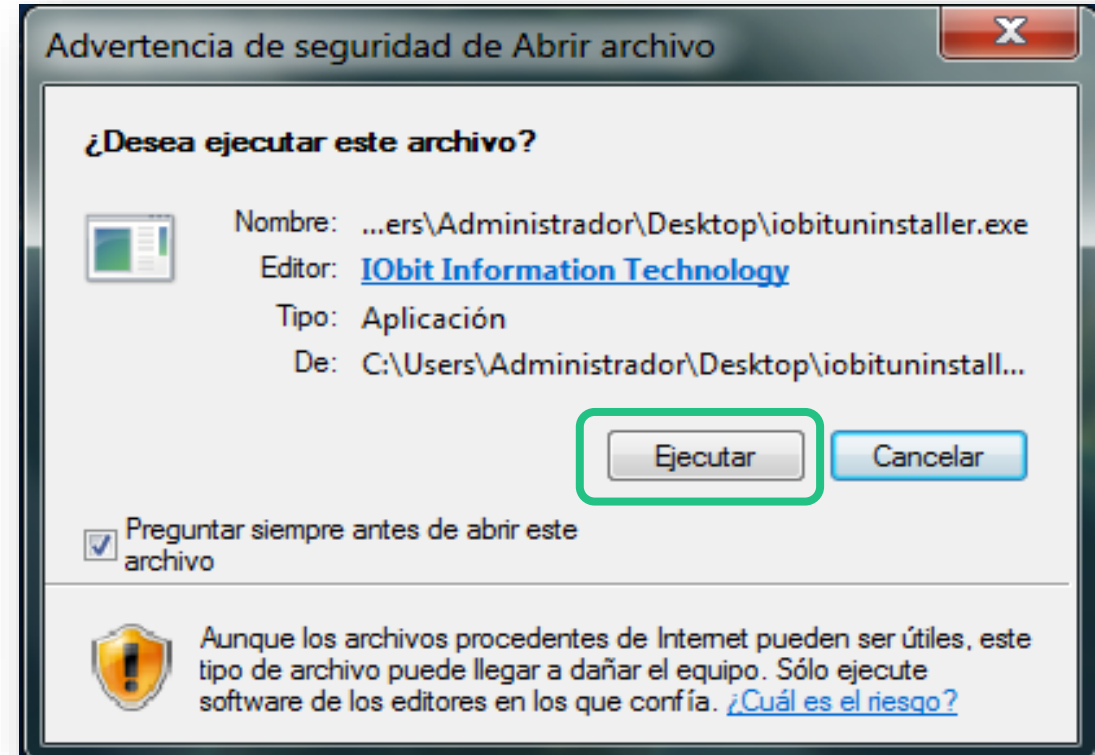 Advertencia de seguridad de Abrir archivo
¿Desea ejecutar este archivo?
Nombre: ...ers\Administrador\Desktop\iobituninstaller.exe
Editor: IObit Information Technology
Tipo: Aplicación
De: C:\Users\Administrador\Desktop\iobituninstall...
Ejecutar Cancelar
Preguntar siempre antes de abrir este
archivo
Aunque los archivos procedentes de Internet pueden ser útiles, este
tipo de archivo puede llegar a dañar el equipo. Sólo ejecute
software de los editores en los que confía. ¿Cuál es el riesgo?